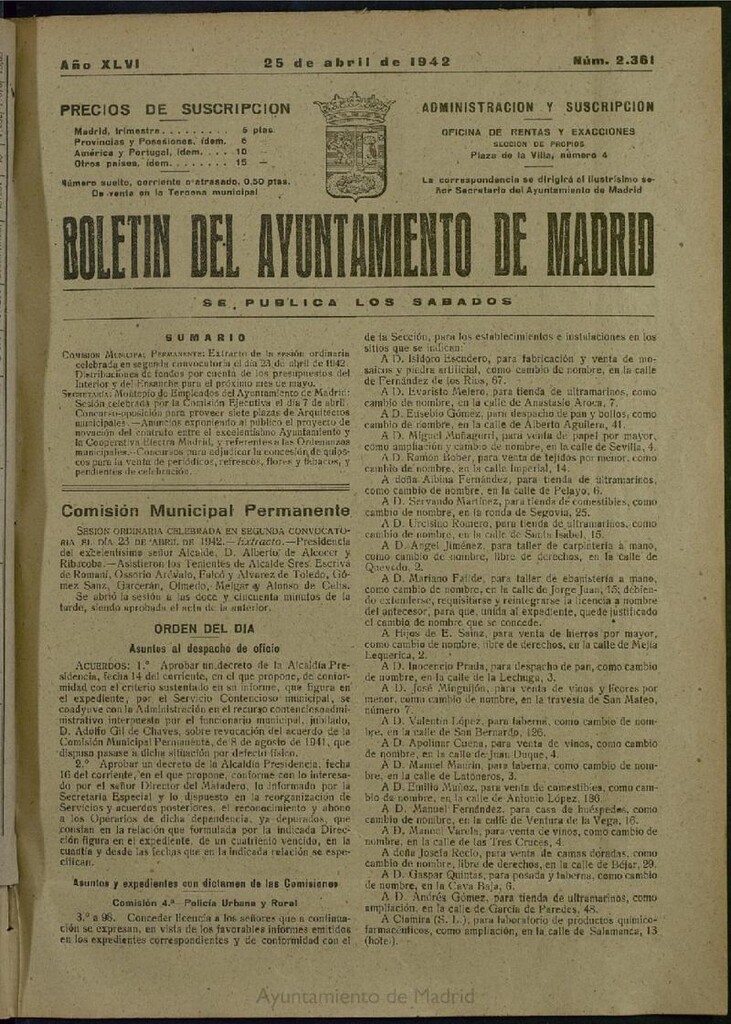 Año XLVI
25 de abril de 1942
Núm. 2.361
PRECIOS DE SUSCRIPCION
Madrid, trimestre . . . . . . . . . 5 ptas.
Provincias y Posesiones, ídem. 6
América y Portugal, ídem. . . . 10 —
Otros países, ídem. . . . . . . . . . 15 —
Número suelto, corriente o atrasado, 0,50 ptas.
De venta en la Tercena municipal
ADMINISTRACION Y SUSCRIPCION
OFICINA DE RENTAS Y EXACCIONES
SECCION DE PROPIOS
Plaza de la Villa, número 4
La correspondencia se dirigirá al ilustrísimo se-
ñor Secretario del Ayuntamiento de Madrid
BOLETIN DEL AYUNTAMIENTO DE MADRID
SE PUBLICA LOS SABADOS
SUMARIO
COMISIÓN MUNICIPAL PERMANENTE: Extracto de la sesión ordinaria
celebrada en segunda convocatoria el día 23 de abril de 1942.
Distribuciones de fondos por cuenta de los presupuestos del
Interior y del Ensanche para el próximo mes de mayo.
SECRETARÍA: Montepío de Empleados del Ayuntamiento de Madrid:
Sesión celebrada por la Comisión Ejecutiva el día 7 de abril.
Concurso-oposición para proveer siete plazas de Arquitectos
municipales.—Anuncios exponiendo al público el proyecto de
novación del contrato entre el excelentísimo Ayuntamiento y
la Cooperativa Electra Madrid, y referentes a las Ordenanzas
municipales.—Concursos para adjudicar la concesión de quios-
cos para la venta de periódicos, refrescos, flores y tabacos, y
pendientes de celebración.
Comisión Municipal Permanente
SESIÓN ORDINARIA CELEBRADA EN SEGUNDA CONVOCATO-
RIA EL DÍA 23 DE ABRIL DE 1942.—Extracto.—Presidencia
del excelentísimo señor Alcalde, D. Alberto de Alcocer y
Ribacoba.—Asistieron los Tenientes de Alcalde Sres. Escrivá
de Romaní, Ossorio Arévalo, Falcó y Alvarez de Toledo, Gó-
mez Sanz, Garcerán, Olmedo, Melgar y Alonso de Celis.
Se abrió la sesión a las doce y cincuenta minutos de la
tarde, siendo aprobada el acta de la anterior.
ORDEN DEL DIA
Asuntos al despacho de oficio
ACUERDOS: 1.º Aprobar un decreto de la Alcaldía Pre-
sidencia, fecha 14 del corriente, en el que propone, de confor-
midad con el criterio sustentado en su informe, que figura en
el expediente, por el Servicio Contencioso municipal, se
coadyuve con la Administración en el recurso contencioso-ad-
ministrativo interpuesto por el funcionario municipal, jubilado,
D. Adolfo Gil de Chaves, sobre revocación del acuerdo de la
Comisión Municipal Permanente, de 8 de agosto de 1941, que
dispuso pasase a dicha situación por defecto físico.
2.º Aprobar un decreto de la Alcaldía Presidencia, fecha
16 del corriente, en el que propone, conforme con lo interesa-
do por el señor Director del Matadero, lo informado por la
Secretaría Especial y lo dispuesto en la reorganización de
Servicios y acuerdos posteriores, el reconocimiento y abono
a los Operarios de dicha dependencia, ya depurados, que
constan en la relación que formulada por la indicada Direc-
ción figura en el expediente, de un cuatrienio vencido, en la
cuantía y desde las fechas que en la indicada relación se espe-
cifican.
Asuntos y expedientes con dictamen de las Comisiones
Comisión 4.ª—Policía Urbana y Rural
3.º a 96. Conceder licencia a los señores que a continua-
ción se expresan, en vista de los favorables informes emitidos
en los expedientes correspondientes y de conformidad con el
de la Sección, para los establecimientos e instalaciones en los
sitios que se indican:
A D. Isidoro Escudero, para fabricación y venta de mo-
saicos y piedra artificial, como cambio de nombre, en la calle
de Fernández de los Ríos, 67.
A D. Evaristo Melero, para tienda de ultramarinos, como
cambio de nombre, en la calle de Anastasio Aroca, 7.
A D. Eusebio Gómez, para despacho de pan y bollos, como
cambio de nombre, en la calle de Alberto Aguilera, 41.
A D. Miguel Muñagorri, para venta de papel por mayor,
como ampliación y cambio de nombre, en la calle de Sevilla, 4.
A D. Ramón Bober, para venta de tejidos por menor, como
cambio de nombre, en la calle Imperial, 14.
A doña Albina Fernández, para tienda de ultramarinos,
como cambio de nombre, en la calle de Pelayo, 6.
A D. Servando Martínez, para tienda de comestibles, como
cambio de nombre, en la ronda de Segovia, 25.
A D. Urcisino Romero, para tienda de ultramarinos, como
cambio de nombre, en la calle de Santa Isabel, 15.
A D. Angel Jiménez, para taller de carpintería a mano,
como cambio de nombre, libre de derechos, en la calle de
Quevedo, 2.
A D. Mariano Failde, para taller de ebanistería a mano,
como cambio de nombre, en la calle de Jorge Juan, 15; debien-
do extenderse, requisitarse y reintegrarse la licencia a nombre
del antecesor, para que, unida al expediente, quede justificado
el cambio de nombre que se concede.
A Hijos de E. Sainz, para venta de hierros por mayor,
como cambio de nombre, libre de derechos, en la calle de Mejía
Lequerica, 2.
A D. Inocencio Prada, para despacho de pan, como cambio
de nombre, en la calle de la Lechuga, 3.
A D. José Minguijón, para venta de vinos y licores por
menor, como cambio de nombre, en la travesía de San Mateo,
número 7.
A D. Valentín López, para taberna, como cambio de nom-
bre, en la calle de San Bernardo, 126.
A D. Apolinar Cuena, para venta de vinos, como cambio
de nombre, en la calle de Juan Duque, 4.
A D. Manuel Maurín, para taberna, como cambio de nom-
bre, en la calle de Latoneros, 3.
A D. Emilio Muñoz, para venta de comestibles, como cam-
bio de nombre, en la calle de Antonio López, 186.
A D. Manuel Fernández, para casa de huéspedes, como
cambio de nombre, en la calle de Ventura de la Vega, 16.
A D. Manuel Varela, para venta de vinos, como cambio de
nombre, en la calle de las Tres Cruces, 4.
A doña Josefa Recio, para venta de camas doradas, como
cambio de nombre, libre de derechos, en la calle de Béjar, 29.
A D. Gaspar Quintas, para posada y taberna, como cambio
de nombre, en la Cava Baja, 6.
A D. Andrés Gómez, para tienda de ultramarinos, como
ampliación, en la calle de García de Paredes, 48.
A Clamira (S. L.), para laboratorio de productos químico-
farmacéuticos, como ampliación, en la calle de Salamanca, 13
(hotel).
Ayuntamiento de Madrid